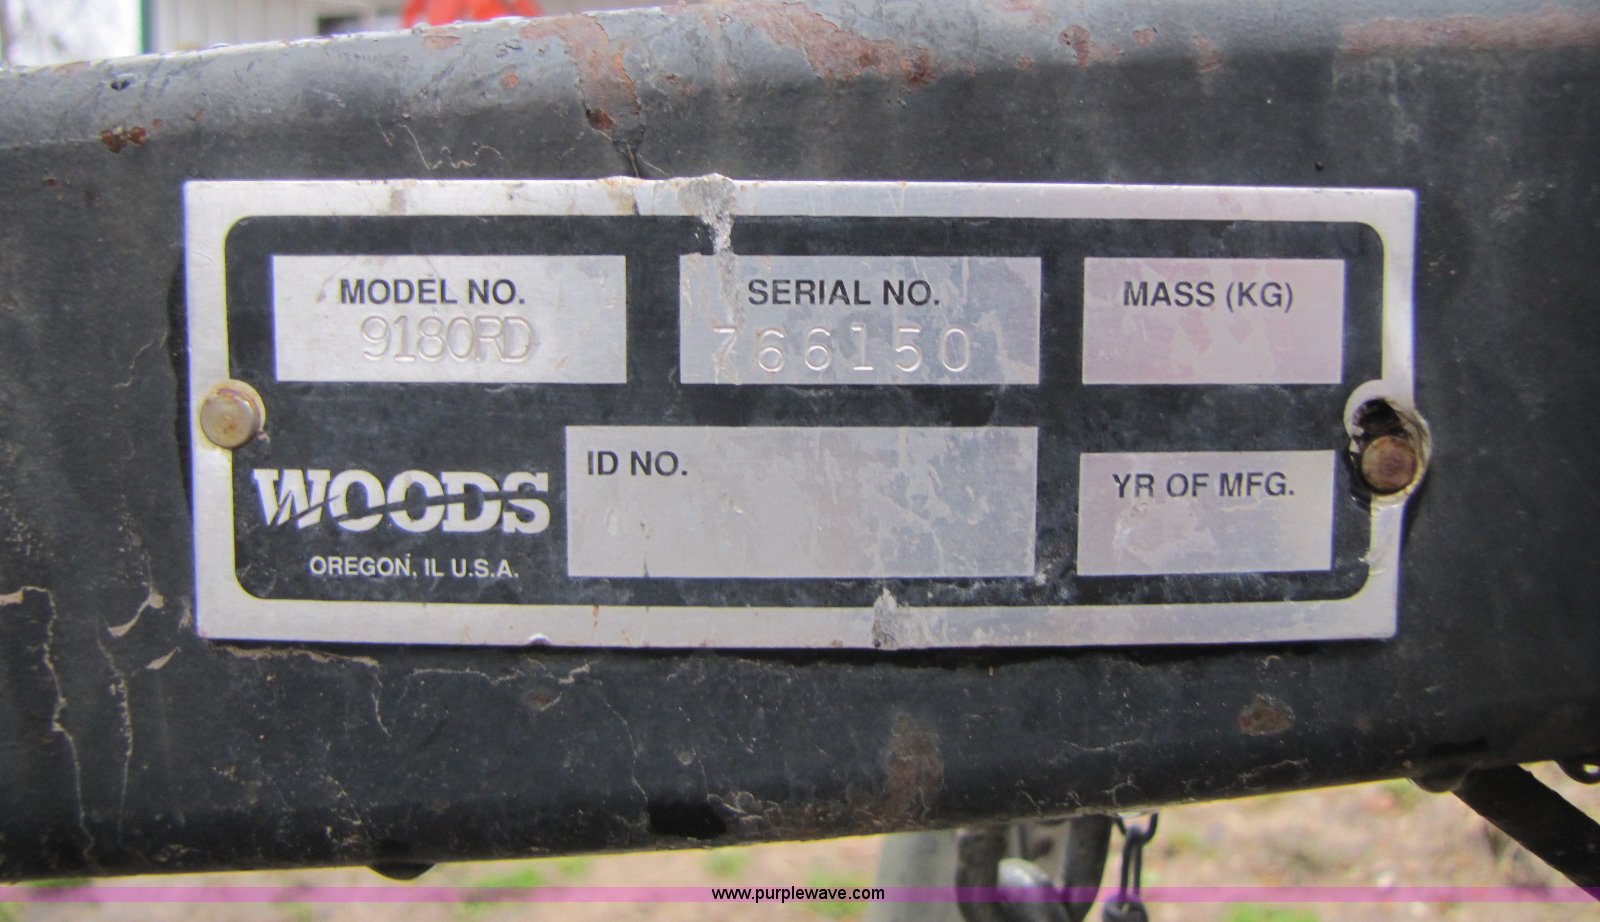 MODEL NO.
9180RD
SERIAL NO.
766150
MASS (KG)
WOODS
OREGON, IL U.S.A.
ID NO.
YR OF MFG.
www.purplewave.com